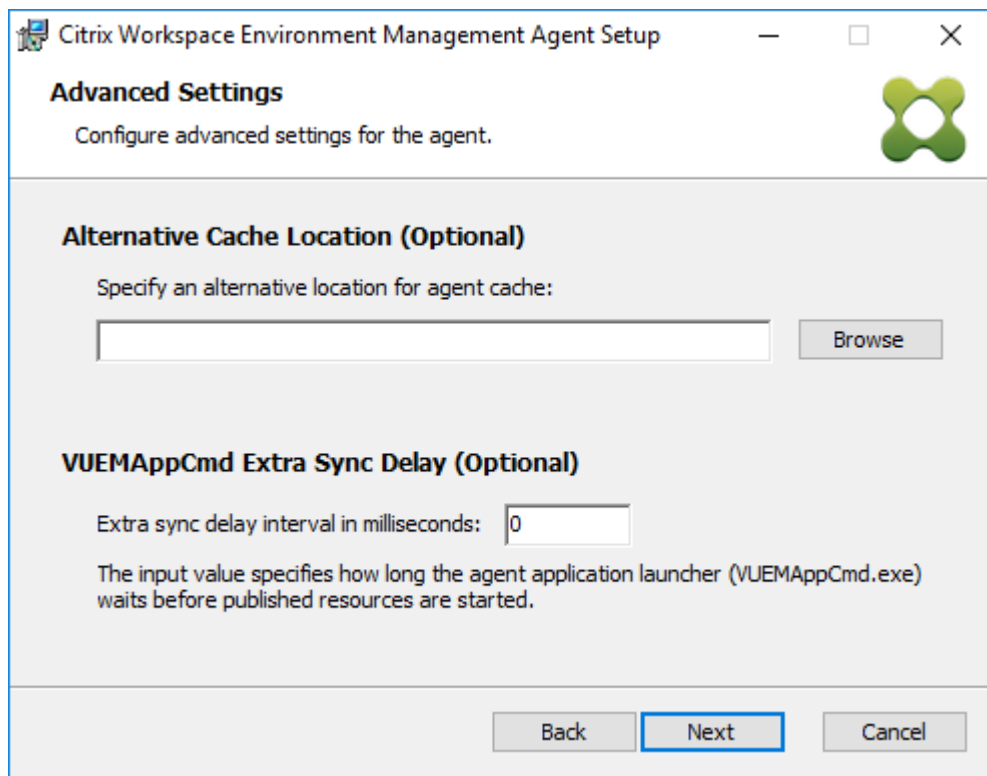 Citrix Workspace Environment Management Agent Setup
Advanced Settings
Configure advanced settings for the agent.
Alternative Cache Location (Optional)
Specify an alternative location for agent cache:
Browse
VUEMAppCmd Extra Sync Delay (Optional)
Extra sync delay interval in milliseconds: 0
The input value specifies how long the agent application launcher (VUEMAppCmd.exe)
waits before published resources are started.
Back Next Cancel